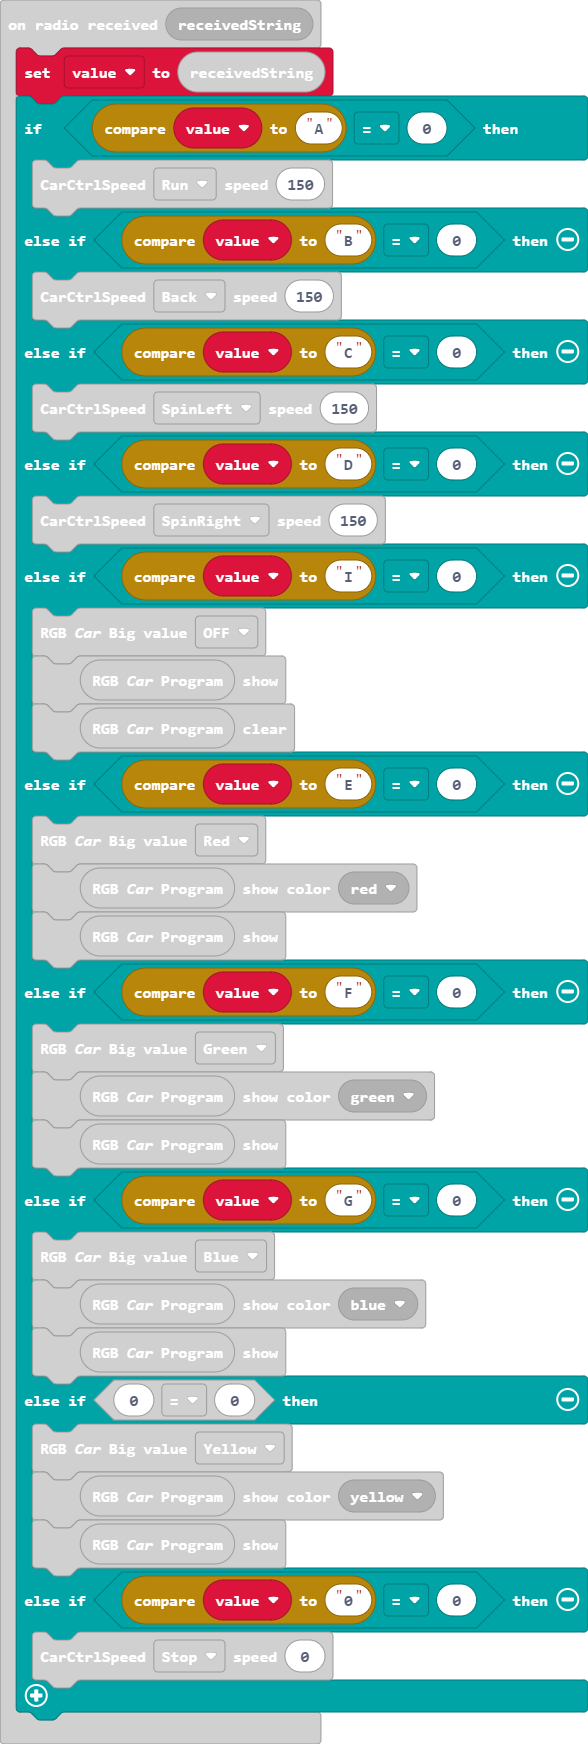 on radio received receivedString
set value to receivedString
if compare value to "A" = 0 then
CarCtrlSpeed Run speed 150
else if compare value to "B" = 0 then
CarCtrlSpeed Back speed 150
else if compare value to "C" = 0 then
CarCtrlSpeed SpinLeft speed 150
else if compare value to "D" = 0 then
CarCtrlSpeed SpinRight speed 150
else if compare value to "I" = 0 then
RGB Car Big value OFF
RGB Car Program show
RGB Car Program clear
else if compare value to "E" = 0 then
RGB Car Big value Red
RGB Car Program show color red
RGB Car Program show
else if compare value to "F" = 0 then
RGB Car Big value Green
RGB Car Program show color green
RGB Car Program show
else if compare value to "G" = 0 then
RGB Car Big value Blue
RGB Car Program show color blue
RGB Car Program show
else if 0 = 0 then
RGB Car Big value Yellow
RGB Car Program show color yellow
RGB Car Program show
else if compare value to "0" = 0 then
CarCtrlSpeed Stop speed 0